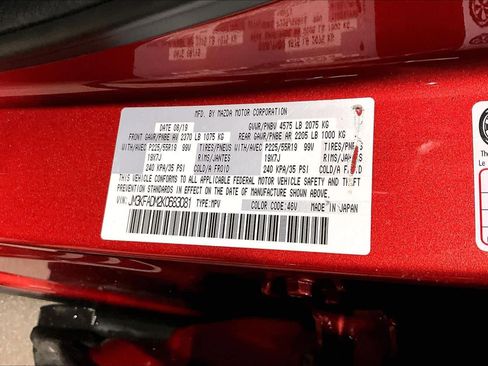 MFD. BY MAZDA MOTOR CORPORATION
DATE 08/19 GVWR/PNBV 4575 LB 2075 KG
FRONT GAWR/PNBE AV 2370 LB 1075 KG REAR GAWR/PNBE AR 2205 LB 1000 KG
WITH/AVEC P225/55R19 99V TIRES/PNEUS WITH/AVEC P225/55R19 99V TIRES/PNEUS
19X7J RIMS/JANTES 19X7J RIMS/JANTES
240 KPA/35 PSI COLD/A FROID 240 KPA/35 PSI COLD/A FROID
THIS VEHICLE CONFORMS TO ALL APPLICABLE FEDERAL MOTOR VEHICLE SAFETY AND THEFT
PREVENTION STANDARDS IN EFFECT ON THE DATE OF MANUFACTURE SHOWN ABOVE.
VIN: JM3KFADM2K0683081 TYPE:MPV COLOR CODE:46V MADE IN JAPAN